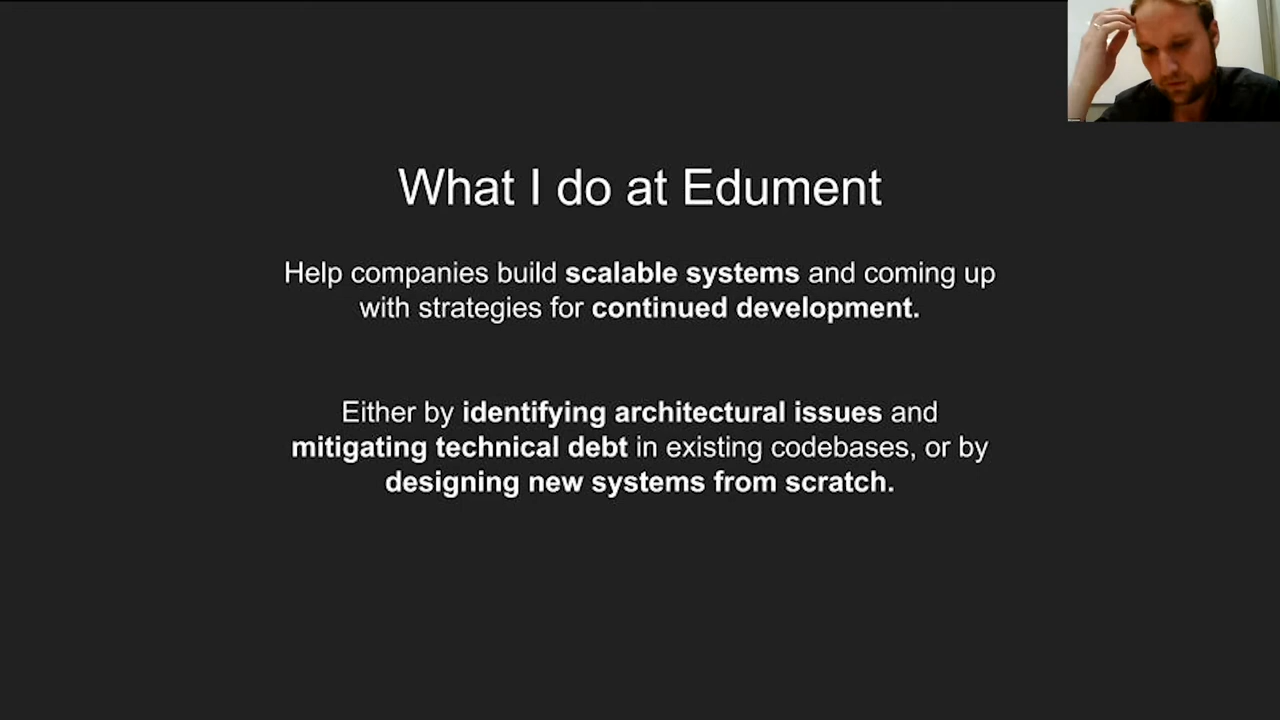 What I do at Edument
Help companies build scalable systems and coming up
with strategies for continued development.
Either by identifying architectural issues and
mitigating technical debt in existing codebases, or by
designing new systems from scratch.